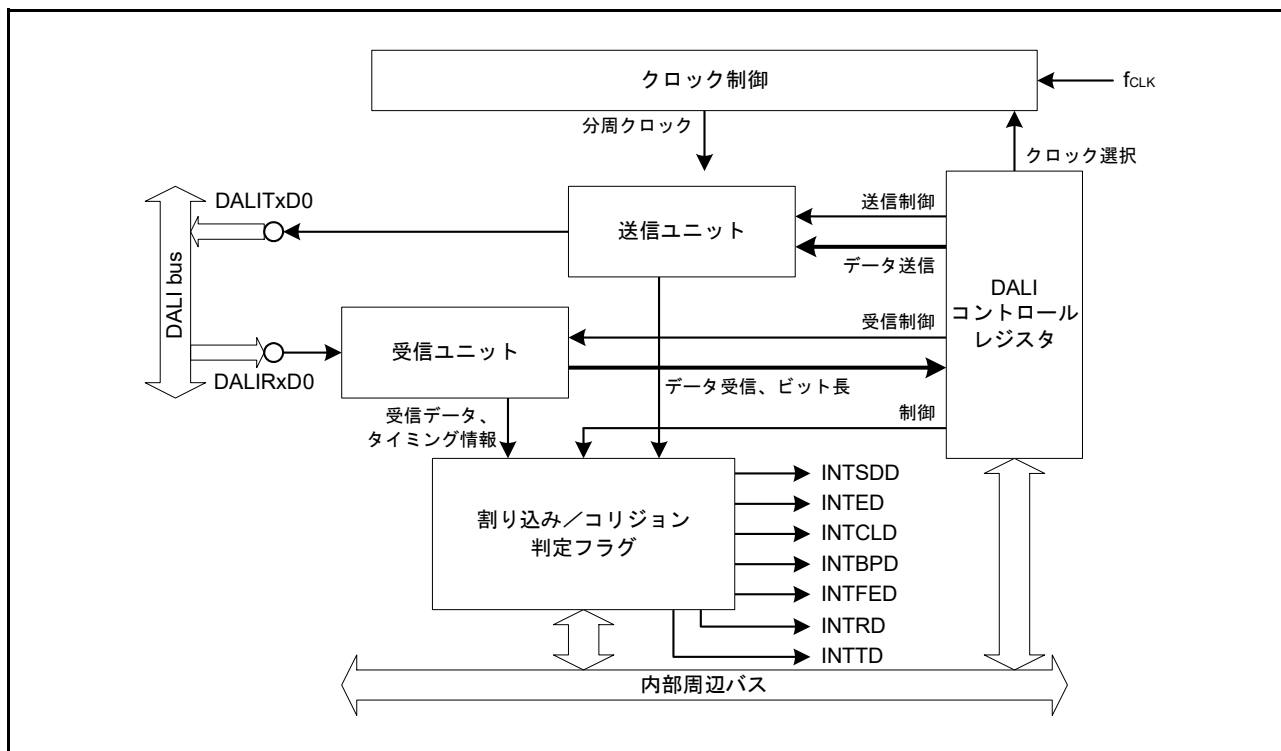 クロック制御
fCLK
分周クロック
クロック選択
DALITxD0
送信制御
送信ユニット
データ送信
DALI bus
DALI
コントロール
レジスタ
受信制御
受信ユニット
DALIRxD0
データ受信、ビット長
受信データ、
タイミング情報
制御
INTSDD
INTED
割り込み／コリジョン
判定フラグ
INTCLD
INTBPD
INTFED
INTRD
INTTD
内部周辺バス